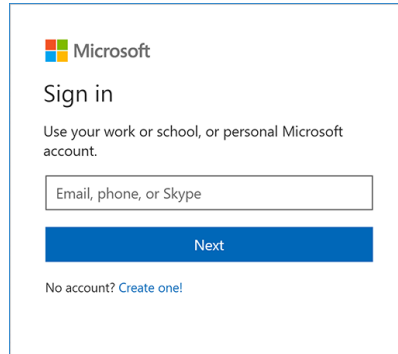 Microsoft
Sign in
Use your work or school, or personal Microsoft
account.
Email, phone, or Skype
Next
No account? Create one!